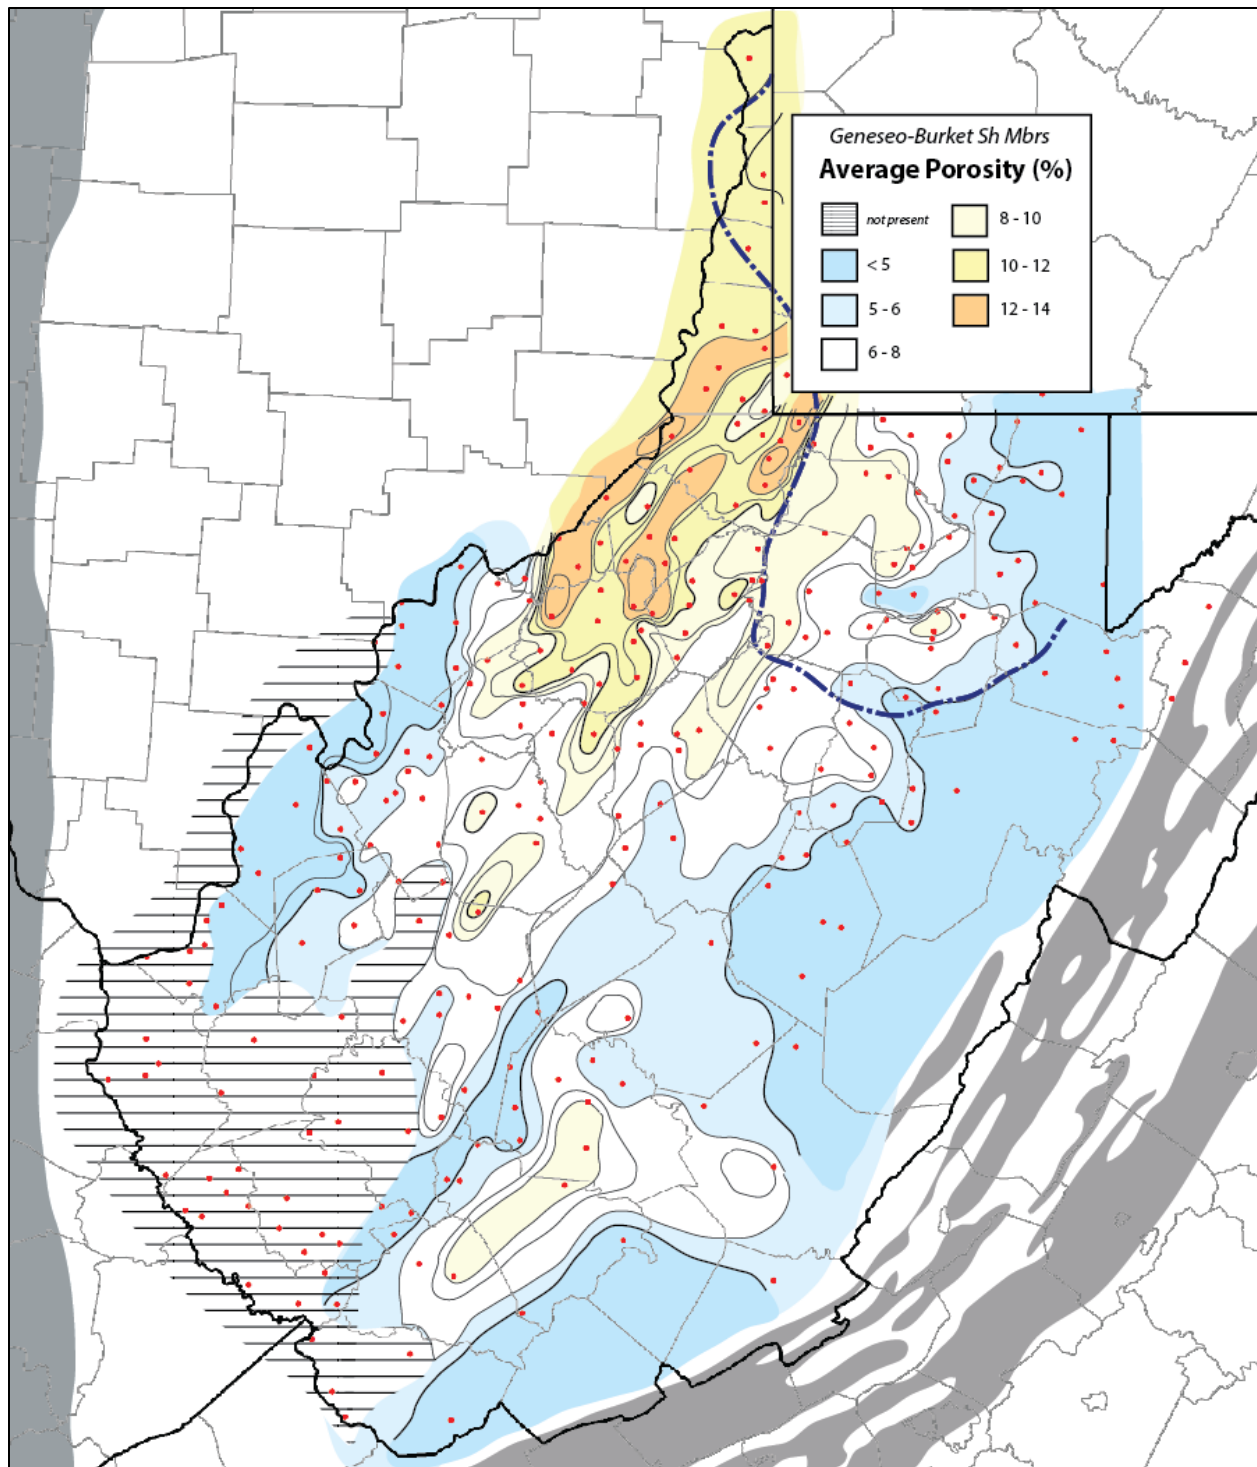 Geneseo-Burket Sh Mbrs
Average Porosity (%)
not present
< 5
5 - 6
6 - 8
8 - 10
10 - 12
12 - 14